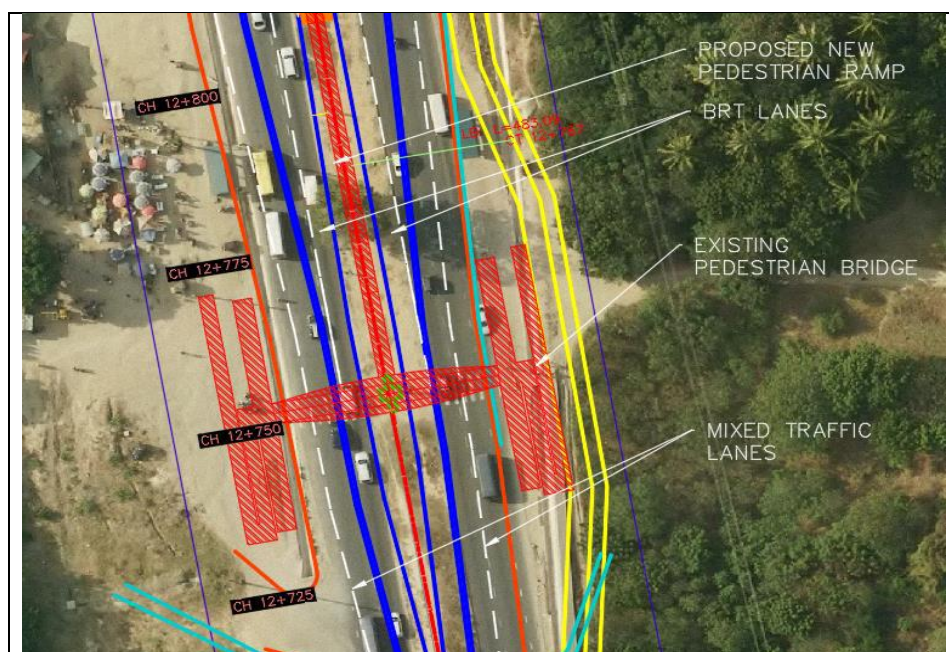 PROPOSED NEW
PEDESTRIAN RAMP
CH 12+800
BRT LANES
EXISTING
PEDESTRIAN BRIDGE
CH 12+775
CH 12+750
MIXED TRAFFIC
LANES
CH 12+725